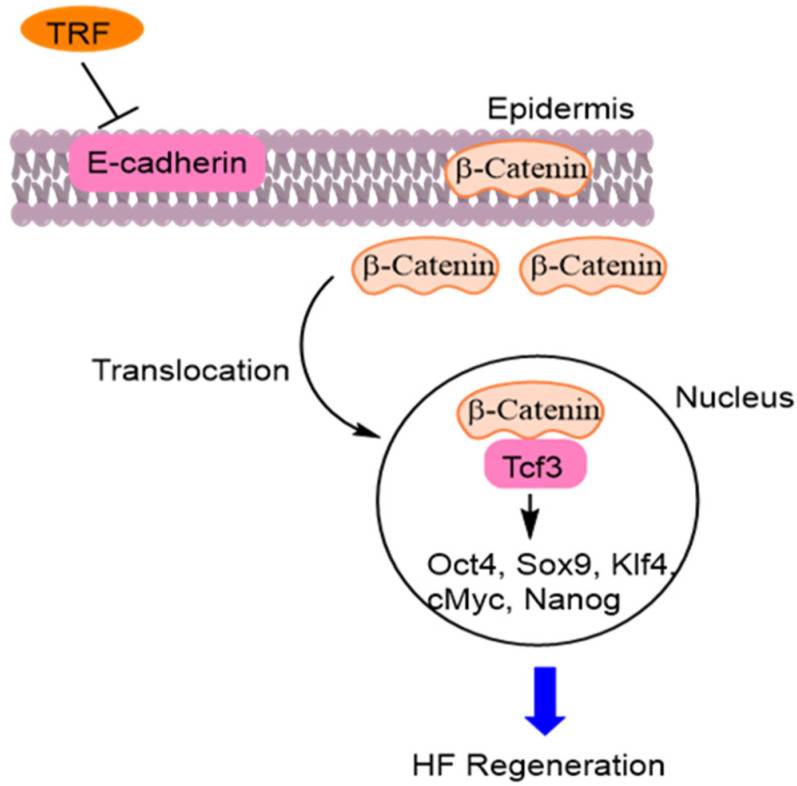 TRF
Epidermis
E-cadherin
β-Catenin
β-Catenin
β-Catenin
Translocation
Nucleus
β-Catenin
Tcf3
Oct4, Sox9, Klf4,
cMyc, Nanog
HF Regeneration